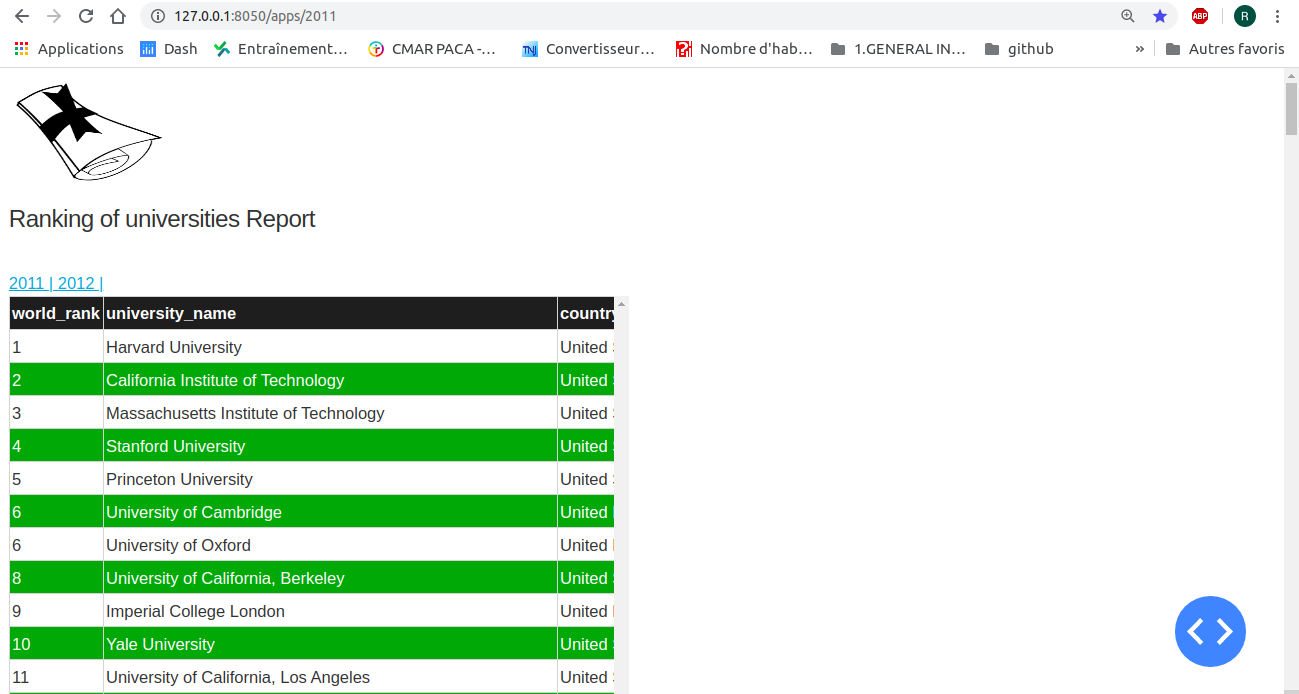 127.0.0.1:8050/apps/2011
ABP
R
Applications Dash Entraînement… CMAR PACA -… TNJ Convertisseur… Nombre d'hab… 1.GENERAL IN… github » Autres favoris
Ranking of universities Report
2011 | 2012 |
world_rank university_name country
1 Harvard University United S
2 California Institute of Technology United S
3 Massachusetts Institute of Technology United S
4 Stanford University United S
5 Princeton University United S
6 University of Cambridge United
6 University of Oxford United
8 University of California, Berkeley United S
9 Imperial College London United
10 Yale University United S
11 University of California, Los Angeles United S